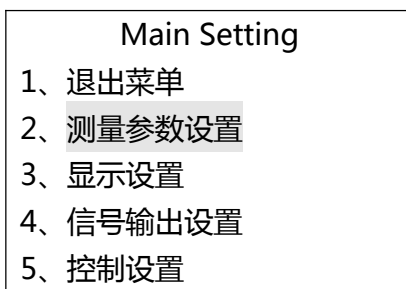 Main Setting
1、退出菜单
2、测量参数设置
3、显示设置
4、信号输出设置
5、控制设置